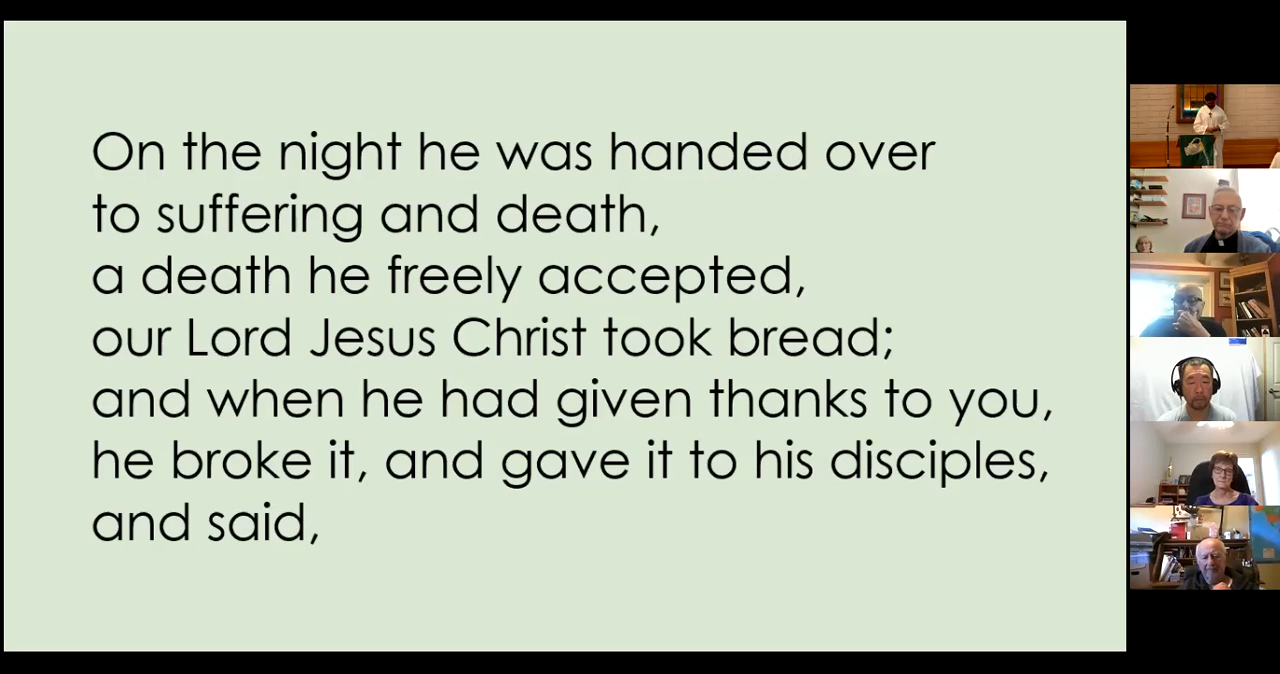 On the night he was handed over
to suffering and death,
a death he freely accepted,
our Lord Jesus Christ took bread;
and when he had given thanks to you,
he broke it, and gave it to his disciples,
and said,